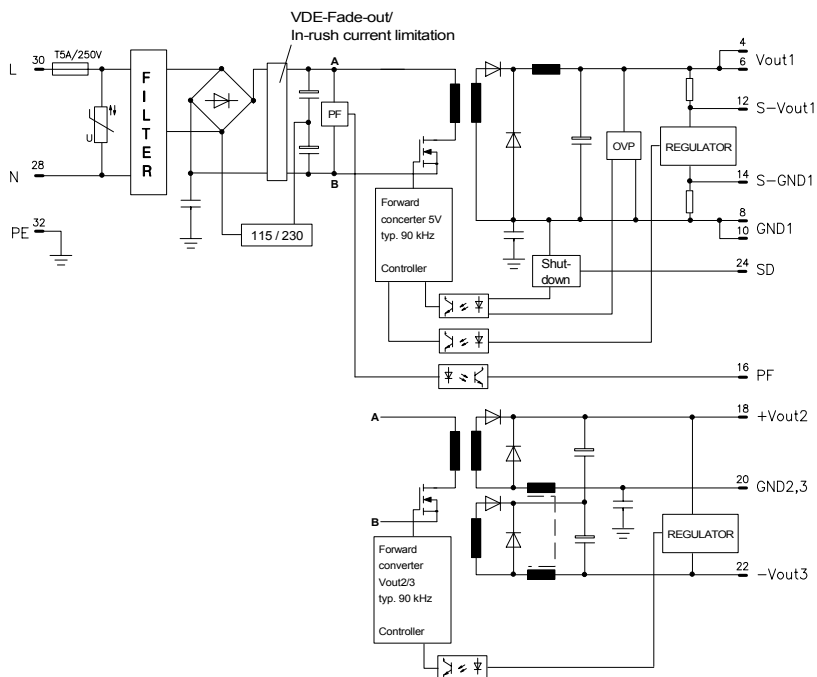 VDE-Fade-out/
In-rush current limitation
L
30
T5A/250V
U
N
28
PE
32
FILTER
115 / 230
A
PF
B
Forward
concerter 5V
typ. 90 kHz
Controller
OVP
REGULATOR
Shut-
down
4
6
Vout1
12
S-Vout1
14
S-GND1
8
10
GND1
24
SD
16
PF
A
B
Forward
converter
Vout2/3
typ. 90 kHz
Controller
REGULATOR
18
+Vout2
20
GND2,3
22
-Vout3